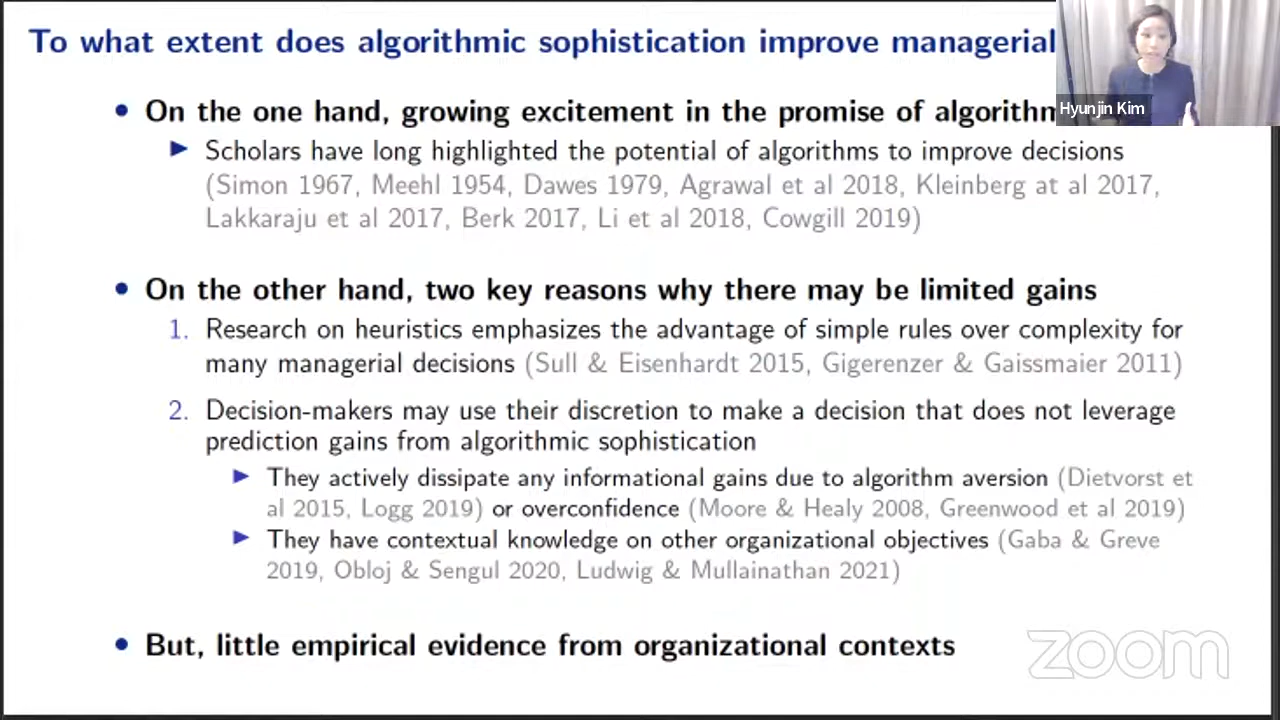 To what extent does algorithmic sophistication improve managerial
On the one hand, growing excitement in the promise of algorithm
Hyunjin Kim
Scholars have long highlighted the potential of algorithms to improve decisions
(Simon 1967, Meehl 1954, Dawes 1979, Agrawal et al 2018, Kleinberg at al 2017,
Lakkaraju et al 2017, Berk 2017, Li et al 2018, Cowgill 2019)
On the other hand, two key reasons why there may be limited gains
1. Research on heuristics emphasizes the advantage of simple rules over complexity for
many managerial decisions (Sull & Eisenhardt 2015, Gigerenzer & Gaissmaier 2011)
2. Decision-makers may use their discretion to make a decision that does not leverage
prediction gains from algorithmic sophistication
They actively dissipate any informational gains due to algorithm aversion (Dietvorst et
al 2015, Logg 2019) or overconfidence (Moore & Healy 2008, Greenwood et al 2019)
They have contextual knowledge on other organizational objectives (Gaba & Greve
2019, Obloj & Sengul 2020, Ludwig & Mullainathan 2021)
But, little empirical evidence from organizational contexts
zoom